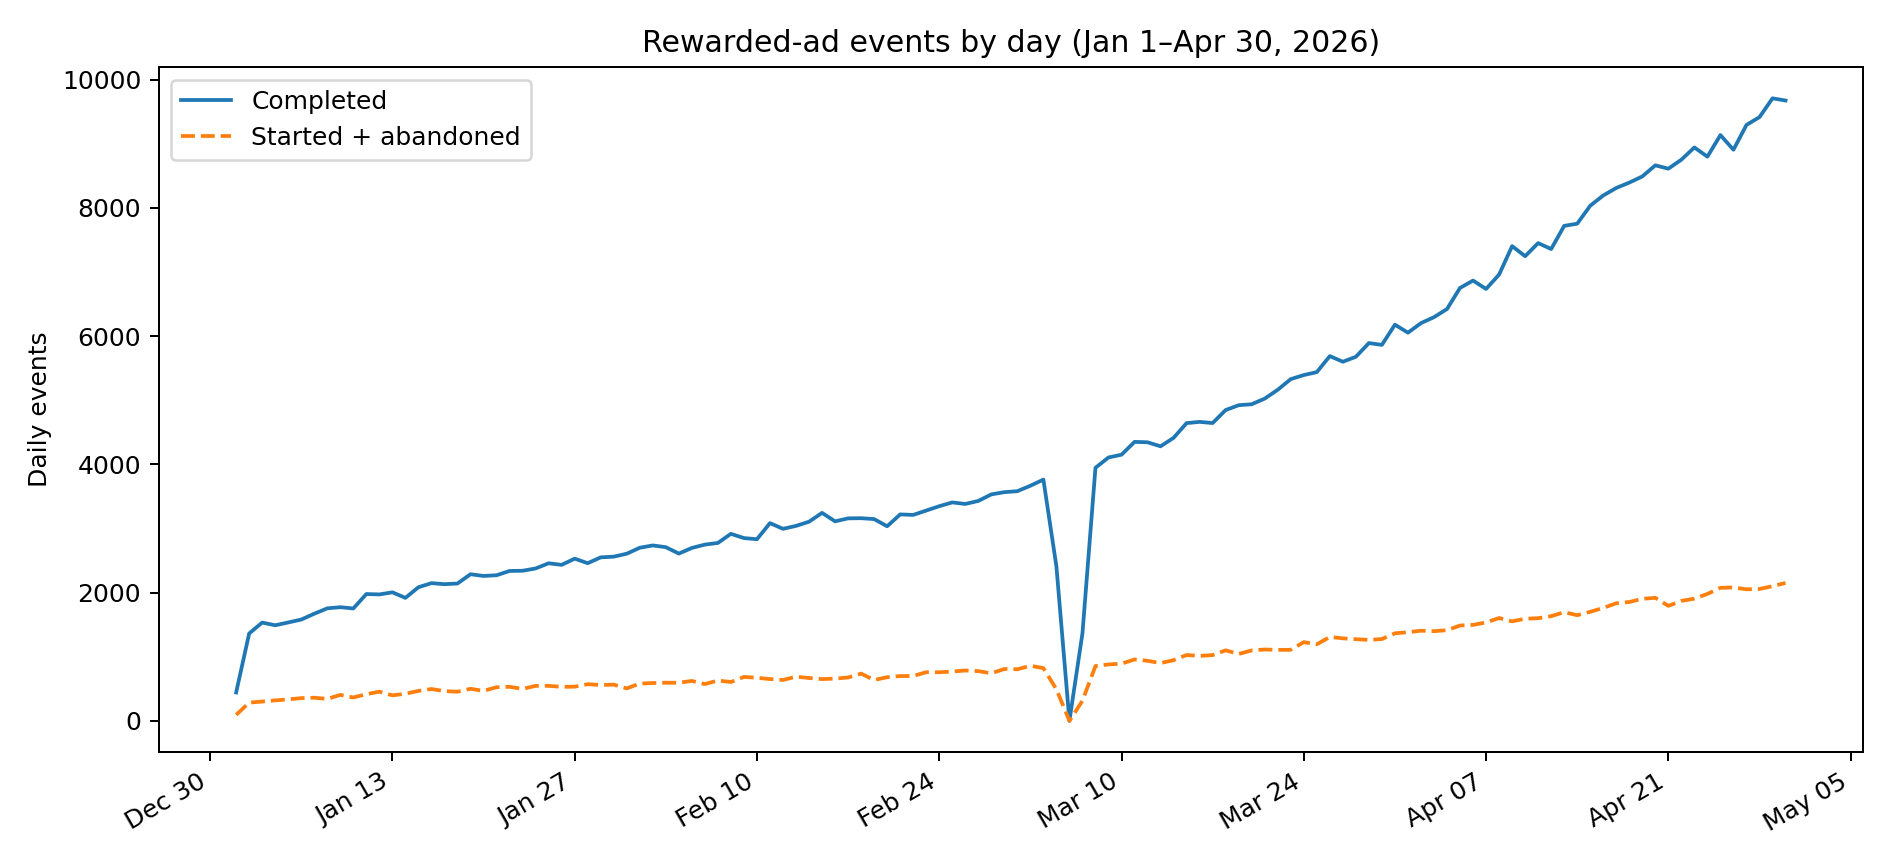 Rewarded-ad events by day (Jan 1–Apr 30, 2026)
Completed
Started + abandoned
Daily events
10000
8000
6000
4000
2000
0
Dec 30
Jan 13
Jan 27
Feb 10
Feb 24
Mar 10
Mar 24
Apr 07
Apr 21
May 05